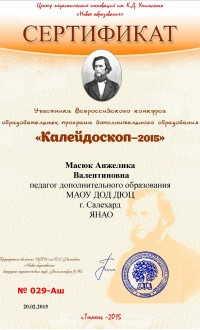 Центр педагогических инноваций им. К.Д. Ушинского
«Новое образование»
СЕРТИФИКАТ
Участника Всероссийского конкурса
образовательных программ дополнительного образования
«Калейдоскоп-2015»
Масюк Анжелика
Валентиновна
педагог дополнительного образования
МАОУ ДОД ДЮЦ
г. Салехард
ЯНАО
№ 029-Аш
20.02.2015
г.Тюмень -2015